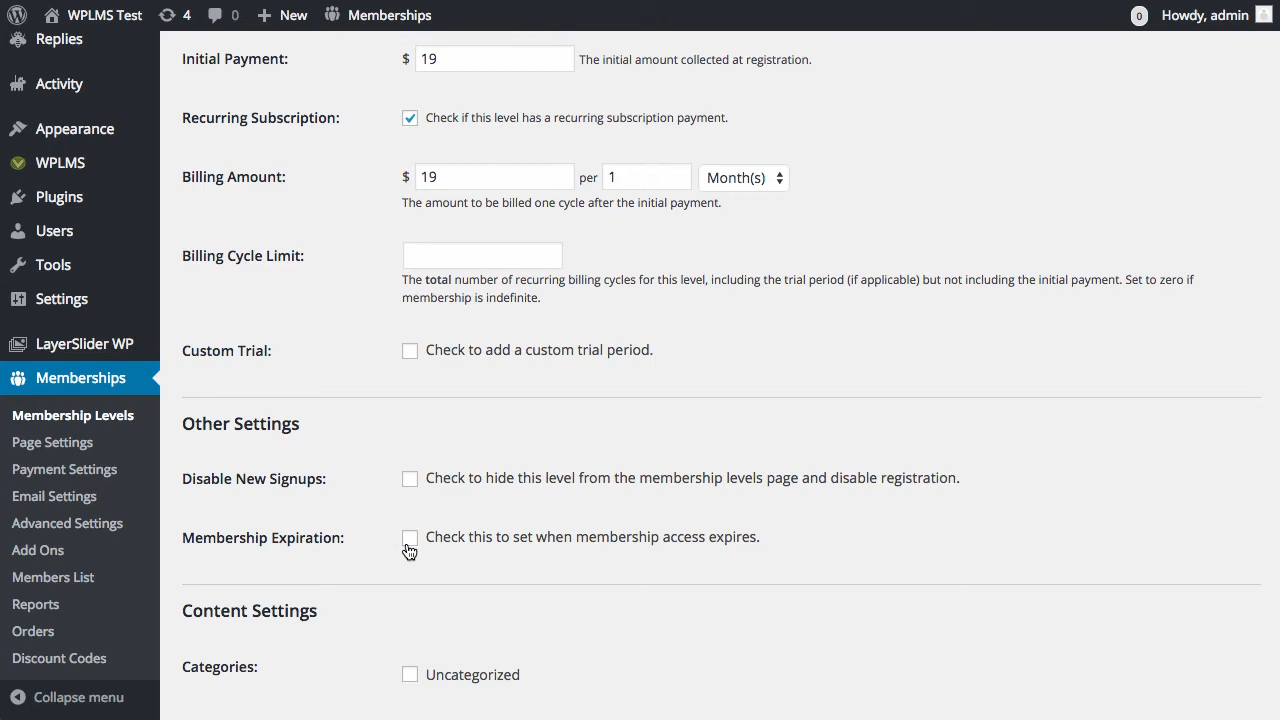 WPLMS Test 4 0 New Memberships 0 Howdy, admin
Replies
Activity
Appearance
WPLMS
Plugins
Users
Tools
Settings
LayerSlider WP
Memberships
Membership Levels
Page Settings
Payment Settings
Email Settings
Advanced Settings
Add Ons
Members List
Reports
Orders
Discount Codes
Collapse menu
Initial Payment: $ 19 The initial amount collected at registration.
Recurring Subscription: Check if this level has a recurring subscription payment.
Billing Amount: $ 19 per 1 Month(s)
The amount to be billed one cycle after the initial payment.
Billing Cycle Limit:
The total number of recurring billing cycles for this level, including the trial period (if applicable) but not including the initial payment. Set to zero if
membership is indefinite.
Custom Trial: Check to add a custom trial period.
Other Settings
Disable New Signups: Check to hide this level from the membership levels page and disable registration.
Membership Expiration: Check this to set when membership access expires.
Content Settings
Categories: Uncategorized